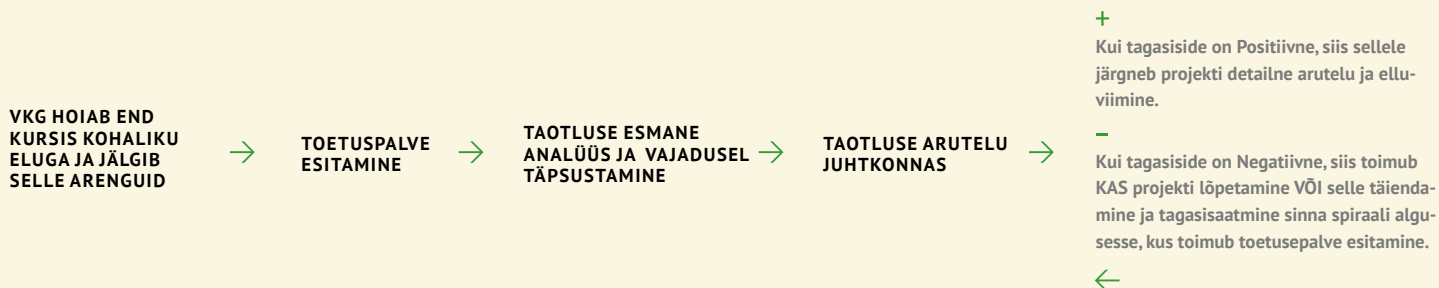 VKG HOIAB END
KURSIS KOHALIKU
ELUGA JA JÄLGIB
SELLE ARENGUID
TOETUSPALVE
ESITAMINE
TAOTLUSE ESMANE
ANALÜÜS JA VAJADUSEL
TÄPSUSTAMINE
TAOTLUSE ARUTELU
JUHTKONNAS
+
Kui tagasiside on Positiivne, siis sellele
järgneb projekti detailne arutelu ja ellu-
viimine.
–
Kui tagasiside on Negatiivne, siis toimub
KAS projekti lõpetamine VÕI selle täienda-
mine ja tagasisaatmine sinna spiraali algu-
sesse, kus toimub toetusepalve esitamine.